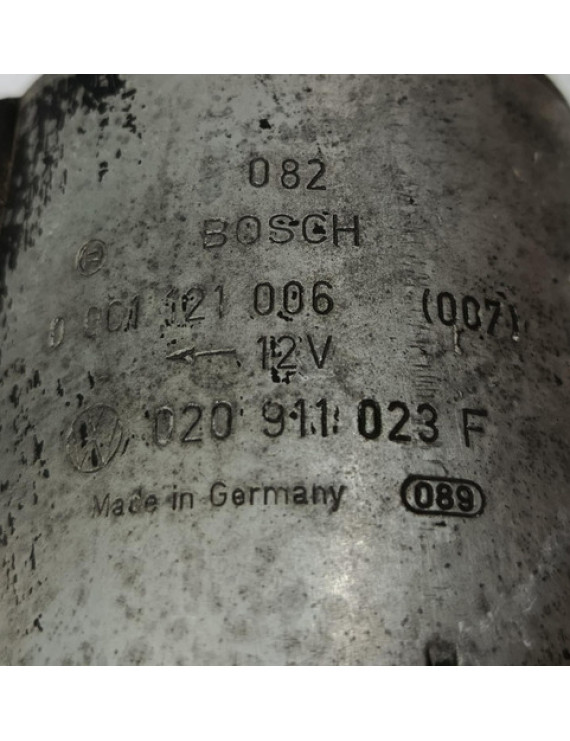 082
BOSCH
0 001 121 006 (007)
12V
020 911 023 F
Made in Germany 089